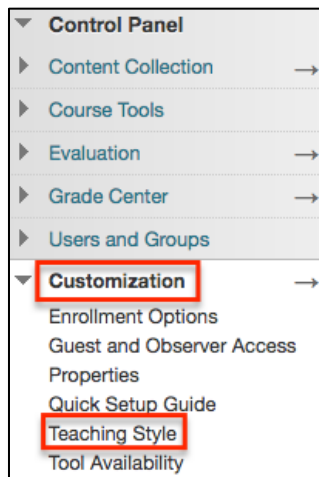 Control Panel
Content Collection
Course Tools
Evaluation
Grade Center
Users and Groups
Customization
Enrollment Options
Guest and Observer Access
Properties
Quick Setup Guide
Teaching Style
Tool Availability